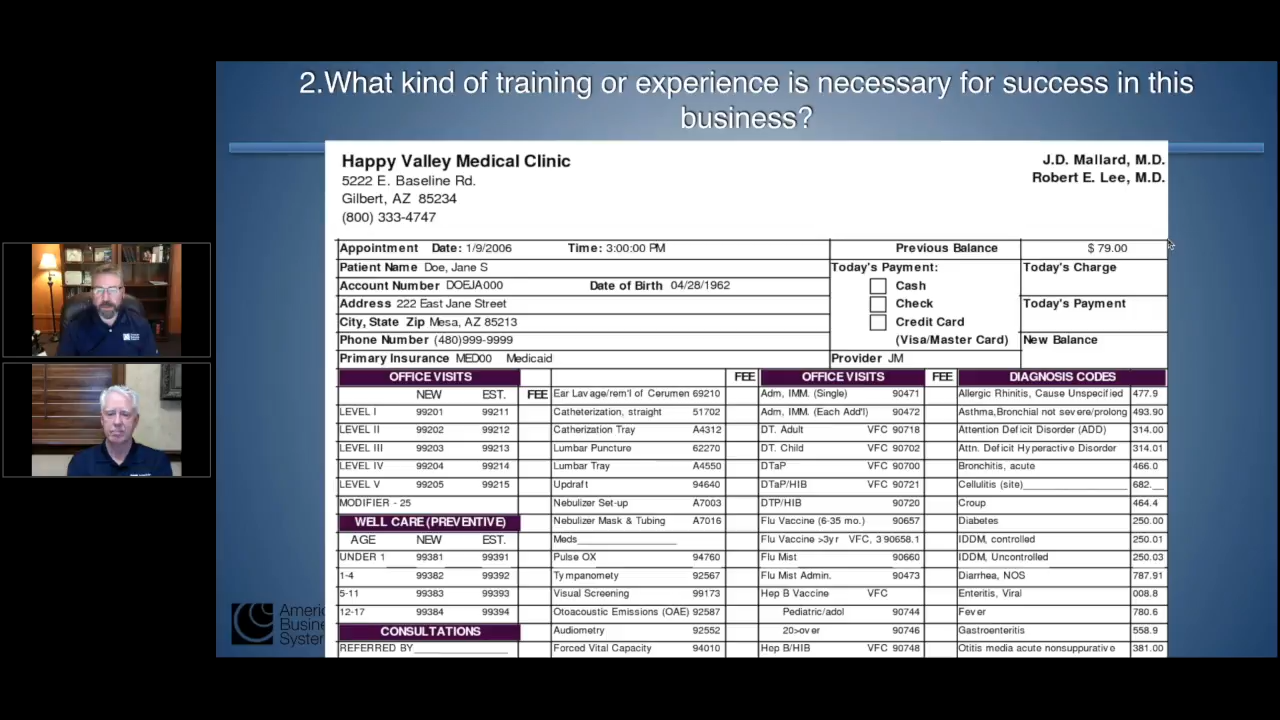 2.What kind of training or experience is necessary for success in this
business?
Happy Valley Medical Clinic
5222 E. Baseline Rd.
Gilbert, AZ 85234
(800) 333-4747
J.D. Mallard, M.D.
Robert E. Lee, M.D.
Appointment Date: 1/9/2006 Time: 3:00:00 PM Previous Balance $ 79.00
Patient Name Doe, Jane S Today's Payment: Today's Charge
Account Number DOEJA000 Date of Birth 04/28/1962 Cash
Address 222 East Jane Street Check Today's Payment
City, State Zip Mesa, AZ 85213 Credit Card
Phone Number (480)999-9999 (Visa/Master Card) New Balance
Primary Insurance MED00 Medicaid Provider JM
OFFICE VISITS FEE OFFICE VISITS FEE DIAGNOSIS CODES
NEW EST. FEE Ear Lavage/rem'l of Cerumen 69210 Adm, IMM. (Single) 90471 Allergic Rhinitis, Cause Unspecified 477.9
LEVEL I 99201 99211 Catheterization, straight 51702 Adm, IMM. (Each Add'l) 90472 Asthma,Bronchial not severe/prolong 493.90
LEVEL II 99202 99212 Catherization Tray A4312 DT. Adult VFC 90718 Attention Deficit Disorder (ADD) 314.00
LEVEL III 99203 99213 Lumbar Puncture 62270 DT. Child VFC 90702 Attn. Deficit Hyperactive Disorder 314.01
LEVEL IV 99204 99214 Lumbar Tray A4550 DTaP VFC 90700 Bronchitis, acute 466.0
LEVEL V 99205 99215 Updraft 94640 DTaP/HIB VFC 90721 Cellulitis (site)____________________ 682.__
MODIFIER - 25 Nebulizer Set-up A7003 DTP/HIB 90720 Croup 464.4
WELL CARE (PREVENTIVE) Nebulizer Mask & Tubing A7016 Flu Vaccine (6-35 mo.) 90657 Diabetes 250.00
AGE NEW EST. Meds____________________ Flu Vaccine >3yr VFC, 3 90658.1 IDDM, controlled 250.01
UNDER 1 99381 99391 Pulse OX 94760 Flu Mist 90660 IDDM, Uncontrolled 250.03
1-4 99382 99392 Tympanometry 92567 Flu Mist Admin. 90473 Diarrhea, NOS 787.91
5-11 99383 99393 Visual Screening 99173 Hep B Vaccine VFC Enteritis, Viral 008.8
12-17 99384 99394 Otoacoustic Emissions (OAE) 92587 Pediatric/adol 90744 Fever 780.6
CONSULTATIONS Audiometry 92552 20>over 90746 Gastroenteritis 558.9
REFERRED BY_______________ Forced Vital Capacity 94010 Hep B/HIB VFC 90748 Otitis media acute nonsuppurative 381.00
Americ
Busine
System